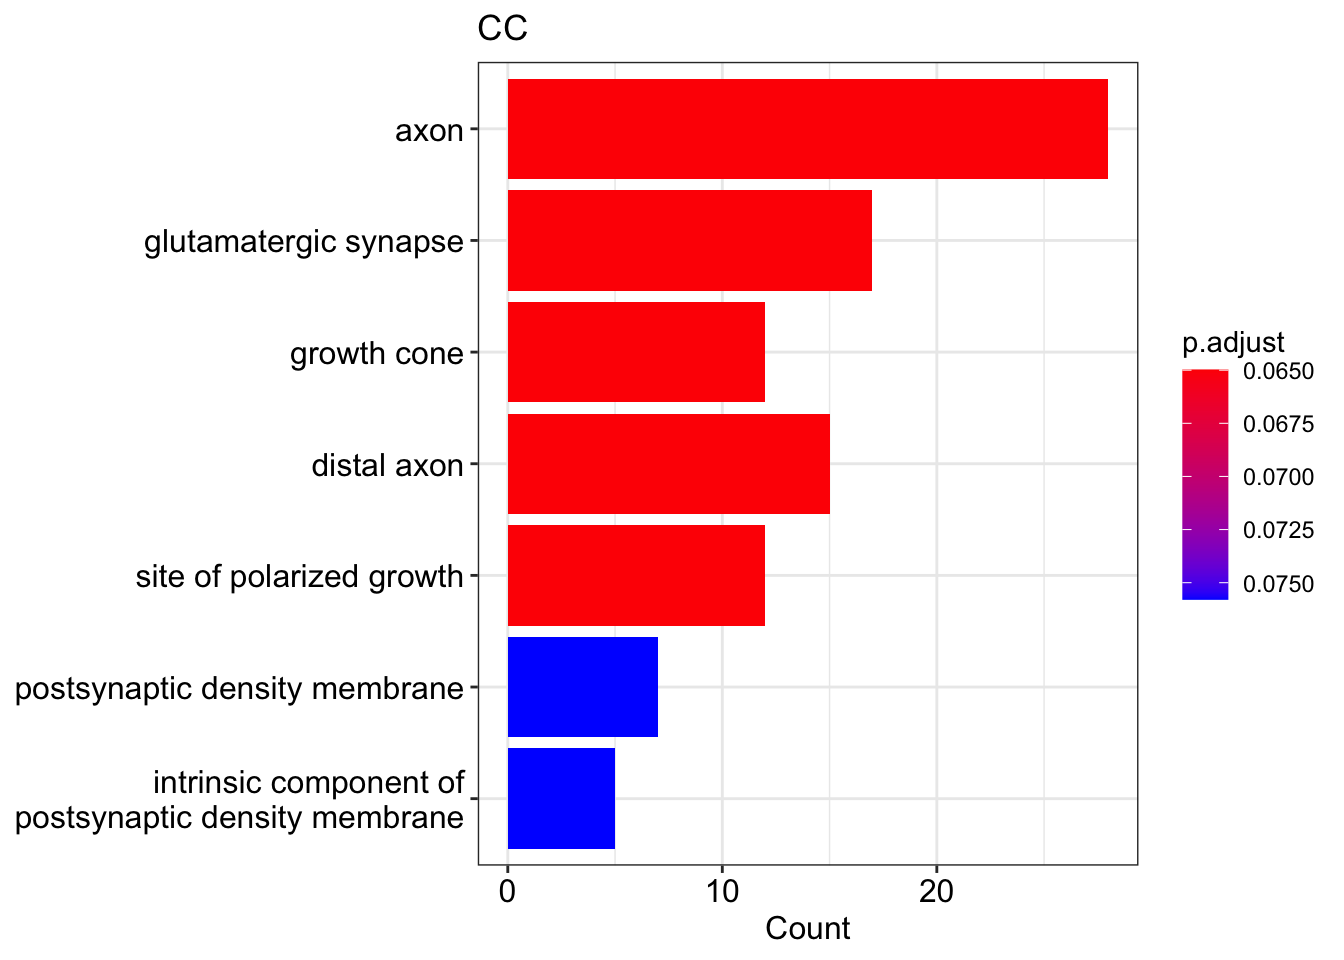 CC
axon
glutamatergic synapse
growth cone
distal axon
site of polarized growth
postsynaptic density membrane
intrinsic component of
postsynaptic density membrane
0
10
20
Count
p.adjust
0.0650
0.0675
0.0700
0.0725
0.0750